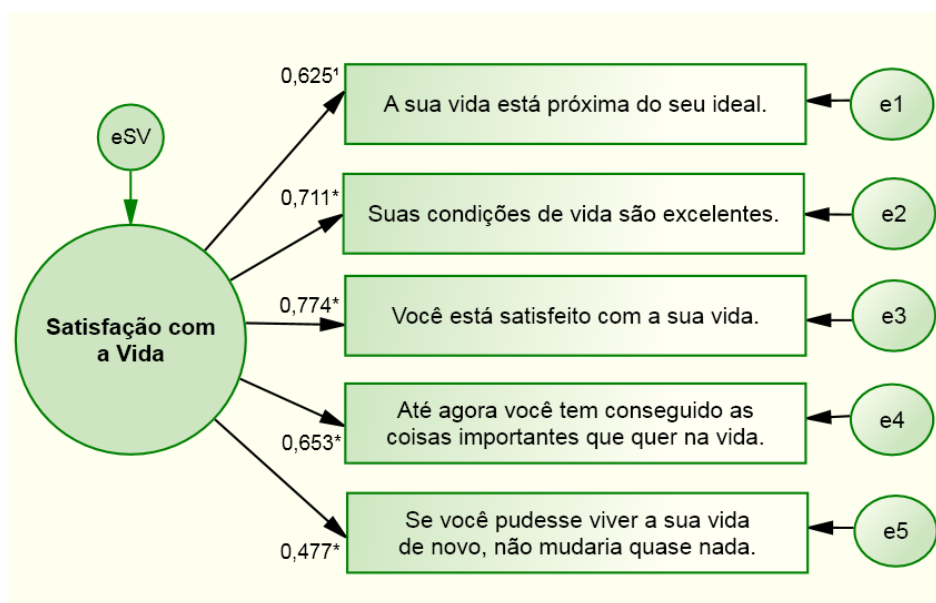 0,625¹
A sua vida está próxima do seu ideal.
e1
eSV
0,711*
Suas condições de vida são excelentes.
e2
Satisfação com
a Vida
0,774*
Você está satisfeito com a sua vida.
e3
Até agora você tem conseguido as
coisas importantes que quer na vida.
0,653*
e4
Se você pudesse viver a sua vida
de novo, não mudaria quase nada.
0,477*
e5